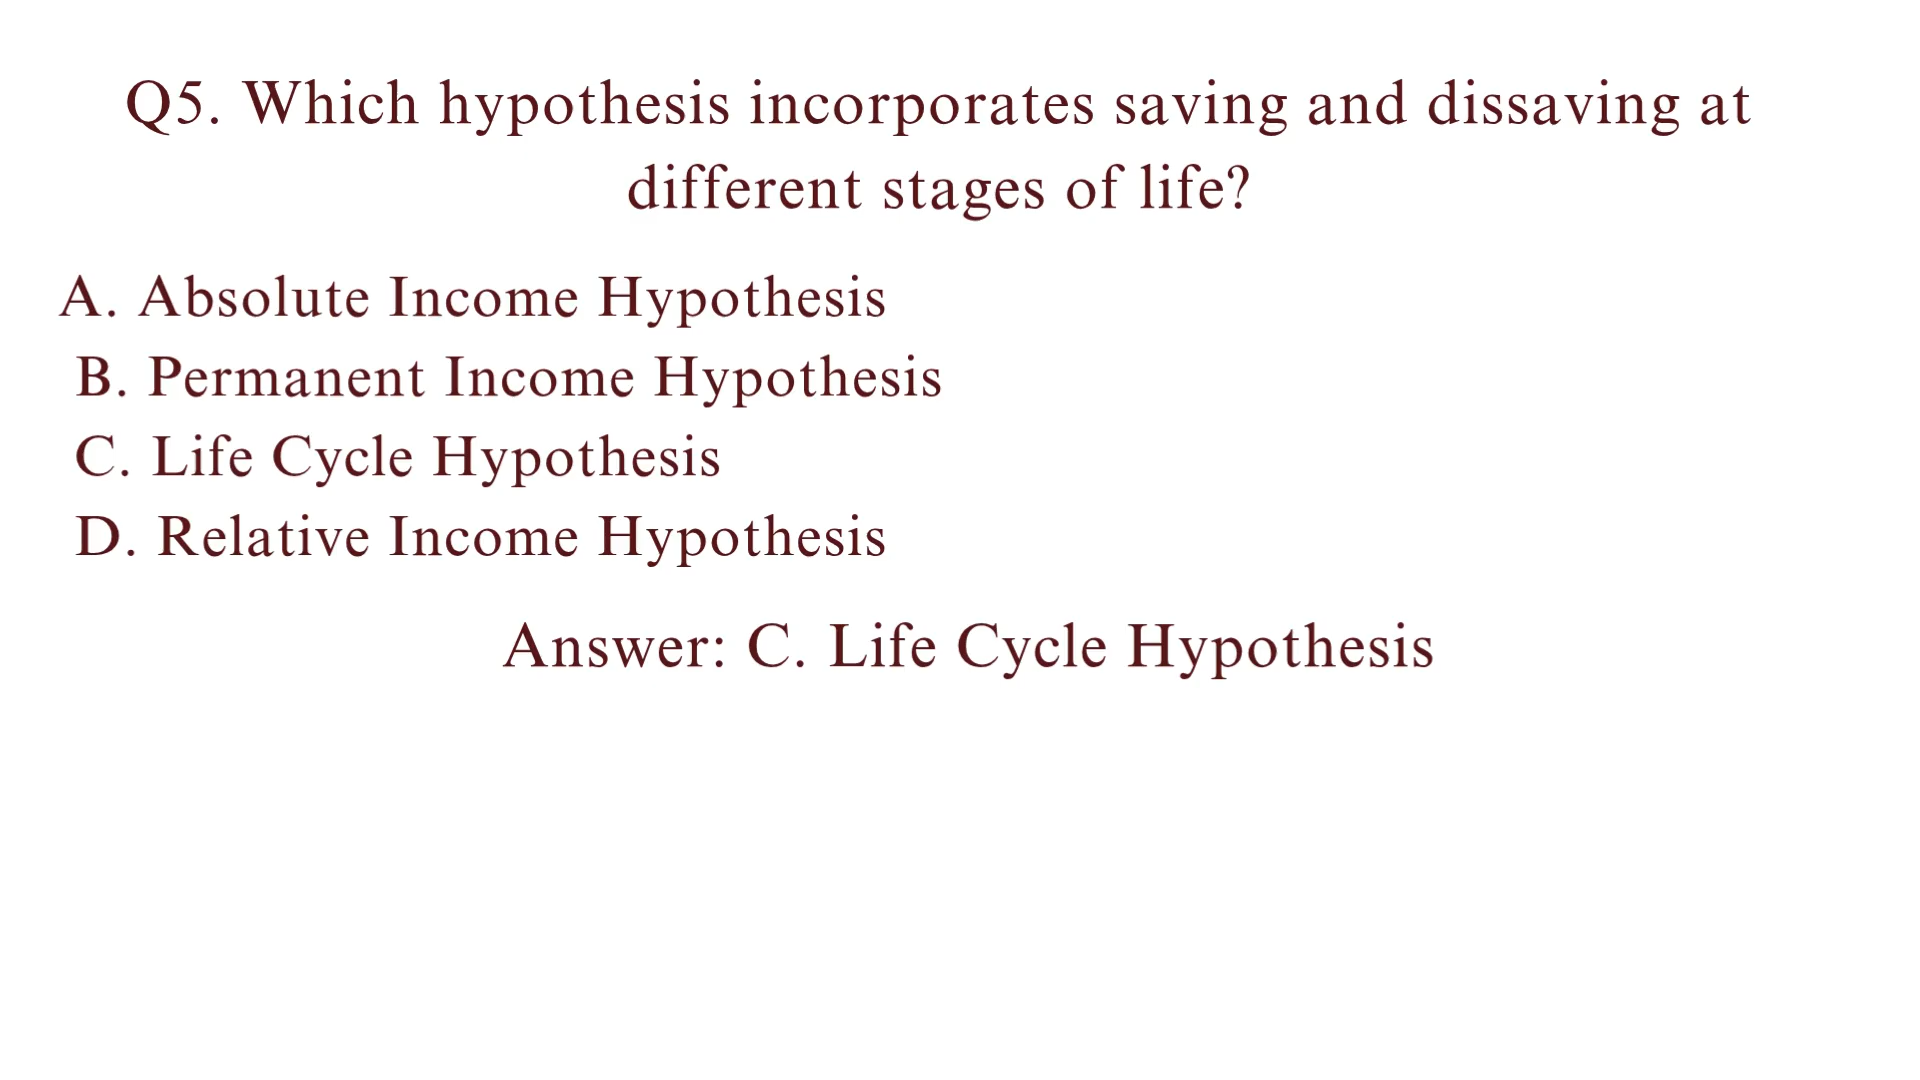 Q5. Which hypothesis incorporates saving and dissaving at
different stages of life?
A. Absolute Income Hypothesis
B. Permanent Income Hypothesis
C. Life Cycle Hypothesis
D. Relative Income Hypothesis
Answer: C. Life Cycle Hypothesis